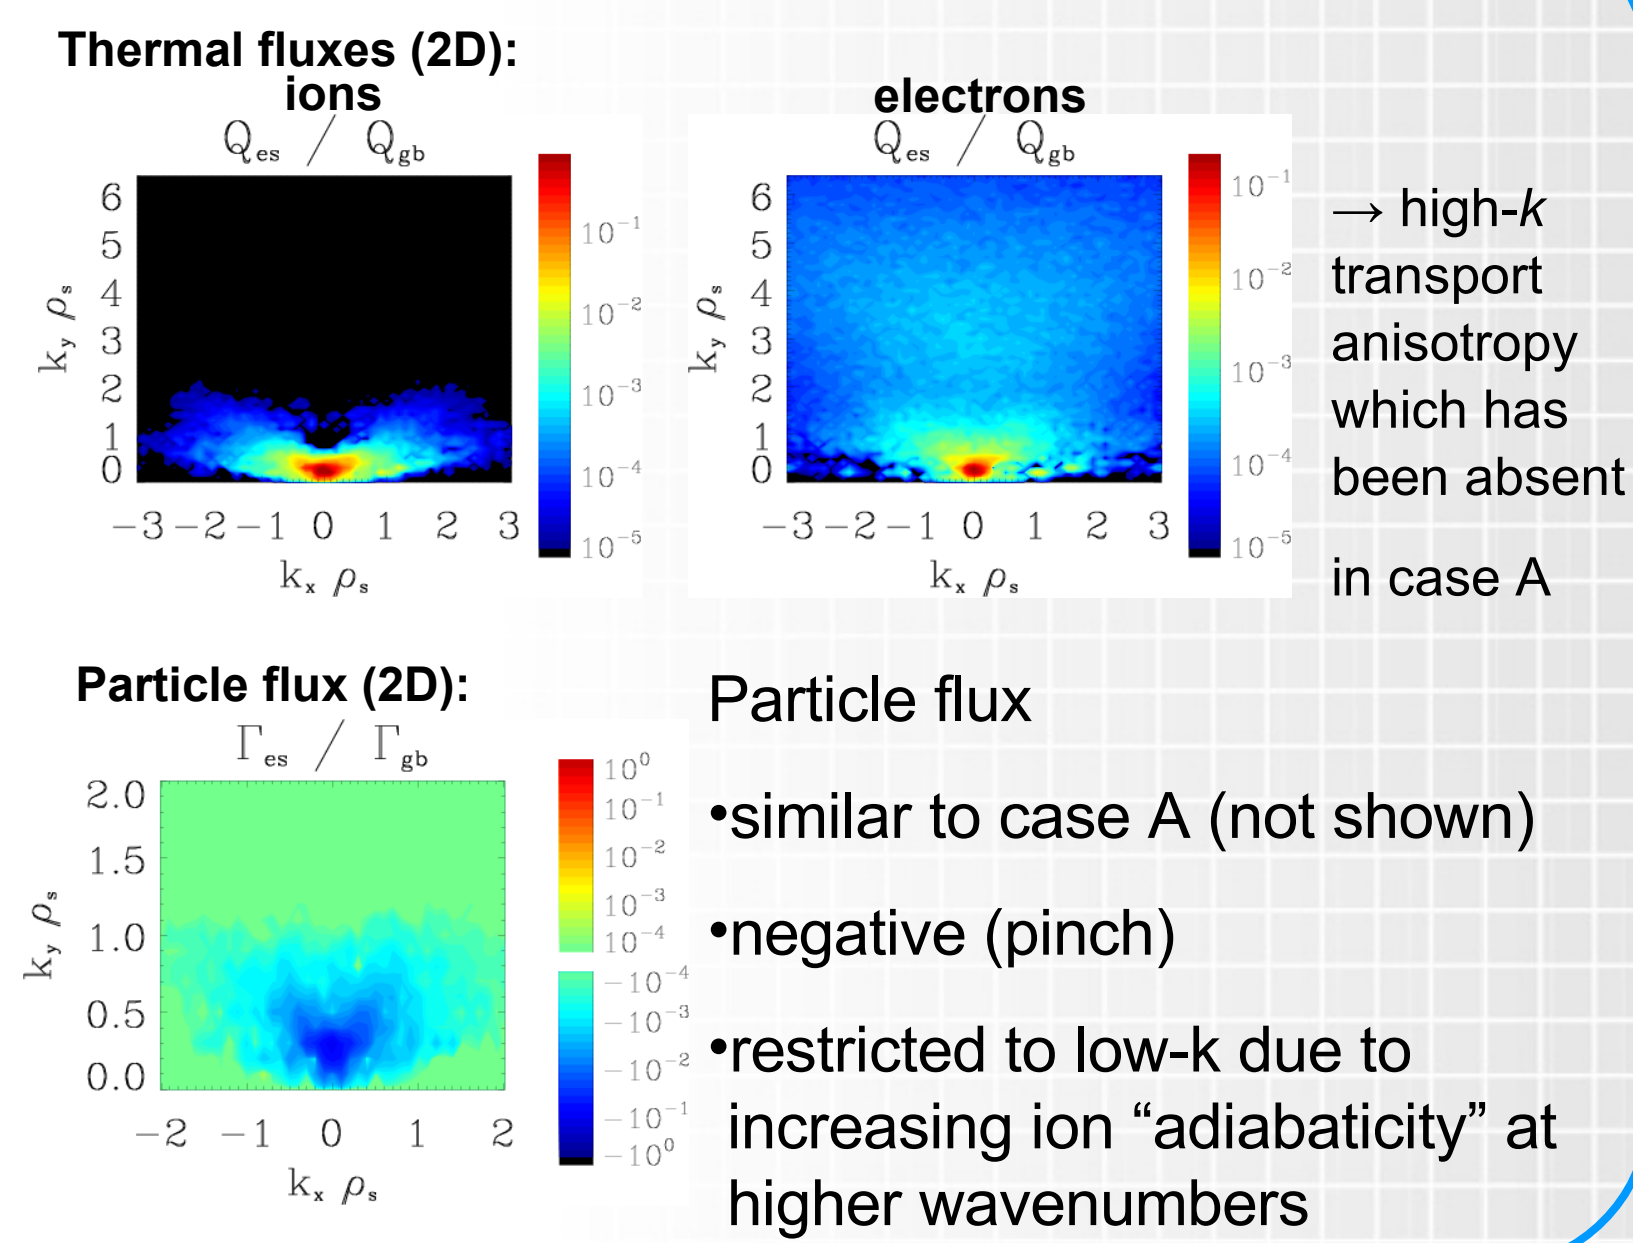 Thermal fluxes (2D):
ions
Q_es / Q_gb
6
5
4
3
2
1
0
k_y ρ_s
−3 −2 −1 0 1 2 3
k_x ρ_s
10^−1
10^−2
10^−3
10^−4
10^−5
electrons
Q_es / Q_gb
6
5
4
3
2
1
0
k_y ρ_s
−3 −2 −1 0 1 2 3
k_x ρ_s
10^−1
10^−2
10^−3
10^−4
10^−5
→ high-k
transport
anisotropy
which has
been absent
in case A
Particle flux (2D):
Γ_es / Γ_gb
2.0
1.5
1.0
0.5
0.0
k_y ρ_s
−2 −1 0 1 2
k_x ρ_s
10^0
10^−1
10^−2
10^−3
10^−4
−10^−4
−10^−3
−10^−2
−10^−1
−10^0
Particle flux
•similar to case A (not shown)
•negative (pinch)
•restricted to low-k due to
increasing ion “adiabaticity” at
higher wavenumbers